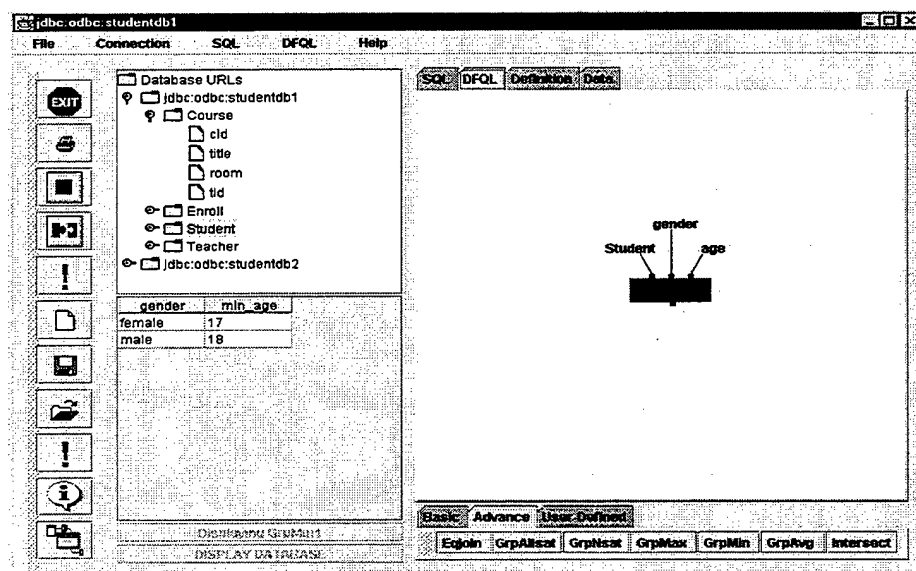 jdbc:odbc:studentdb1
File Connection SQL DFQL Help
EXIT
Database URLs
jdbc:odbc:studentdb1
Course
cid
title
room
tid
Enroll
Student
Teacher
jdbc:odbc:studentdb2
gender min_age
female 17
male 18
Displaying GrpMin1
DISPLAY DATABASE
SQL DFQL Definition Data
gender
Student age
Basic Advance User-Defined
Eqjoin GrpAllsat GrpNsat GrpMax GrpMin GrpAvg Intersect